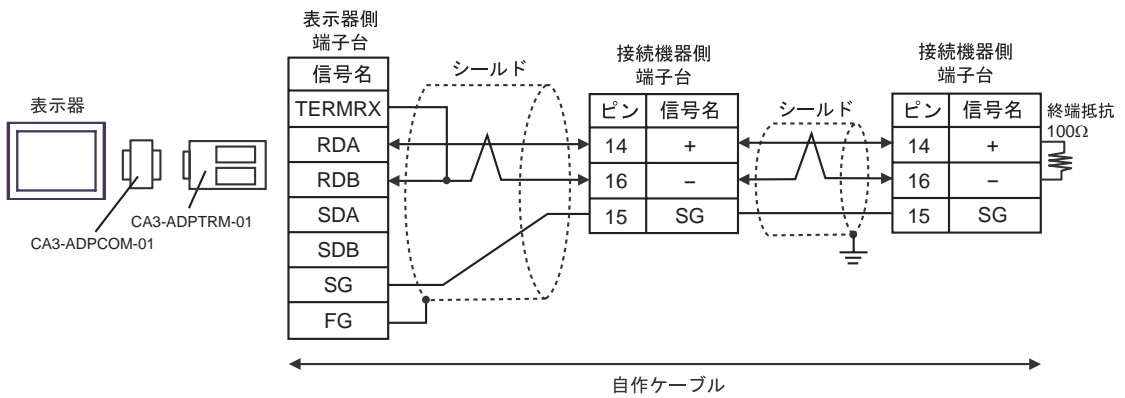 表示器
CA3-ADPCOM-01
CA3-ADPTRM-01
表示器側
端子台
信号名
TERMRX
RDA
RDB
SDA
SDB
SG
FG
シールド
接続機器側
端子台
ピン 信号名
14 +
16 −
15 SG
シールド
接続機器側
端子台
ピン 信号名
14 +
16 −
15 SG
終端抵抗
100Ω
自作ケーブル